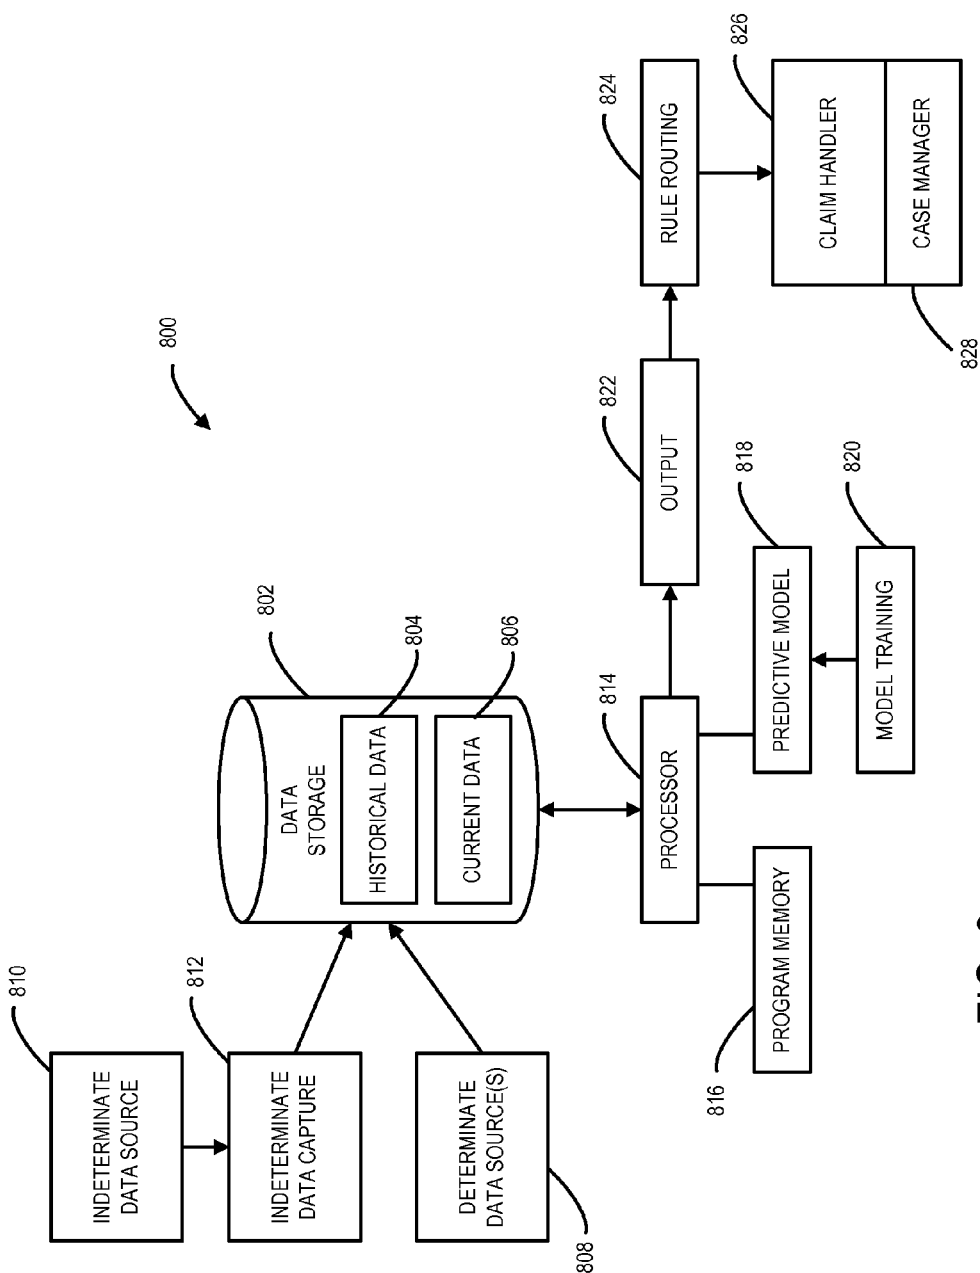 800
810
INDETERMINATE
DATA SOURCE
812
INDETERMINATE
DATA CAPTURE
DETERMINATE
DATA SOURCE(S)
808
802
DATA
STORAGE
804
HISTORICAL DATA
806
CURRENT DATA
814
PROCESSOR
816
PROGRAM MEMORY
818
PREDICTIVE MODEL
820
MODEL TRAINING
822
OUTPUT
824
RULE ROUTING
826
CLAIM HANDLER
CASE MANAGER
828